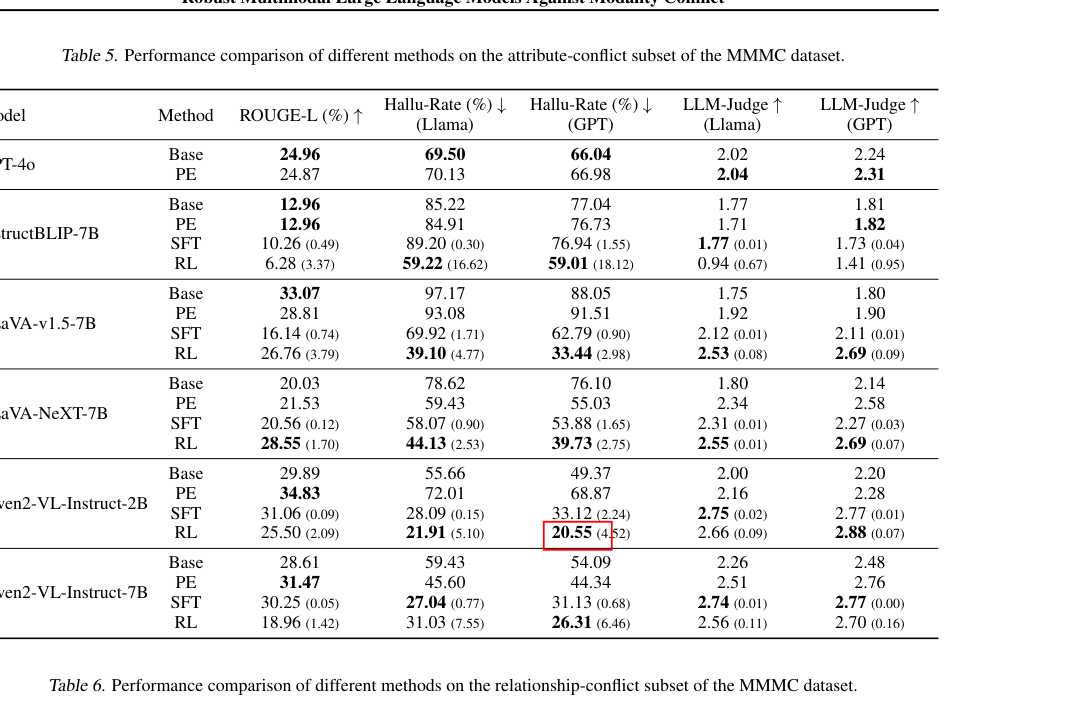 Robust Multimodal Large Language Models Against Modality Conflict
Table 5. Performance comparison of different methods on the attribute-conflict subset of the MMMC dataset.
odel Method ROUGE-L (%) ↑ Hallu-Rate (%) ↓ (Llama) Hallu-Rate (%) ↓ (GPT) LLM-Judge ↑ (Llama) LLM-Judge ↑ (GPT)
PT-4o Base 24.96 69.50 66.04 2.02 2.24
PE 24.87 70.13 66.98 2.04 2.31
structBLIP-7B Base 12.96 85.22 77.04 1.77 1.81
PE 12.96 84.91 76.73 1.71 1.82
SFT 10.26 (0.49) 89.20 (0.30) 76.94 (1.55) 1.77 (0.01) 1.73 (0.04)
RL 6.28 (3.37) 59.22 (16.62) 59.01 (18.12) 0.94 (0.67) 1.41 (0.95)
aVA-v1.5-7B Base 33.07 97.17 88.05 1.75 1.80
PE 28.81 93.08 91.51 1.92 1.90
SFT 16.14 (0.74) 69.92 (1.71) 62.79 (0.90) 2.12 (0.01) 2.11 (0.01)
RL 26.76 (3.79) 39.10 (4.77) 33.44 (2.98) 2.53 (0.08) 2.69 (0.09)
aVA-NeXT-7B Base 20.03 78.62 76.10 1.80 2.14
PE 21.53 59.43 55.03 2.34 2.58
SFT 20.56 (0.12) 58.07 (0.90) 53.88 (1.65) 2.31 (0.01) 2.27 (0.03)
RL 28.55 (1.70) 44.13 (2.53) 39.73 (2.75) 2.55 (0.01) 2.69 (0.07)
wen2-VL-Instruct-2B Base 29.89 55.66 49.37 2.00 2.20
PE 34.83 72.01 68.87 2.16 2.28
SFT 31.06 (0.09) 28.09 (0.15) 33.12 (2.24) 2.75 (0.02) 2.77 (0.01)
RL 25.50 (2.09) 21.91 (5.10) 20.55 (4.52) 2.66 (0.09) 2.88 (0.07)
wen2-VL-Instruct-7B Base 28.61 59.43 54.09 2.26 2.48
PE 31.47 45.60 44.34 2.51 2.76
SFT 30.25 (0.05) 27.04 (0.77) 31.13 (0.68) 2.74 (0.01) 2.77 (0.00)
RL 18.96 (1.42) 31.03 (7.55) 26.31 (6.46) 2.56 (0.11) 2.70 (0.16)
Table 6. Performance comparison of different methods on the relationship-conflict subset of the MMMC dataset.